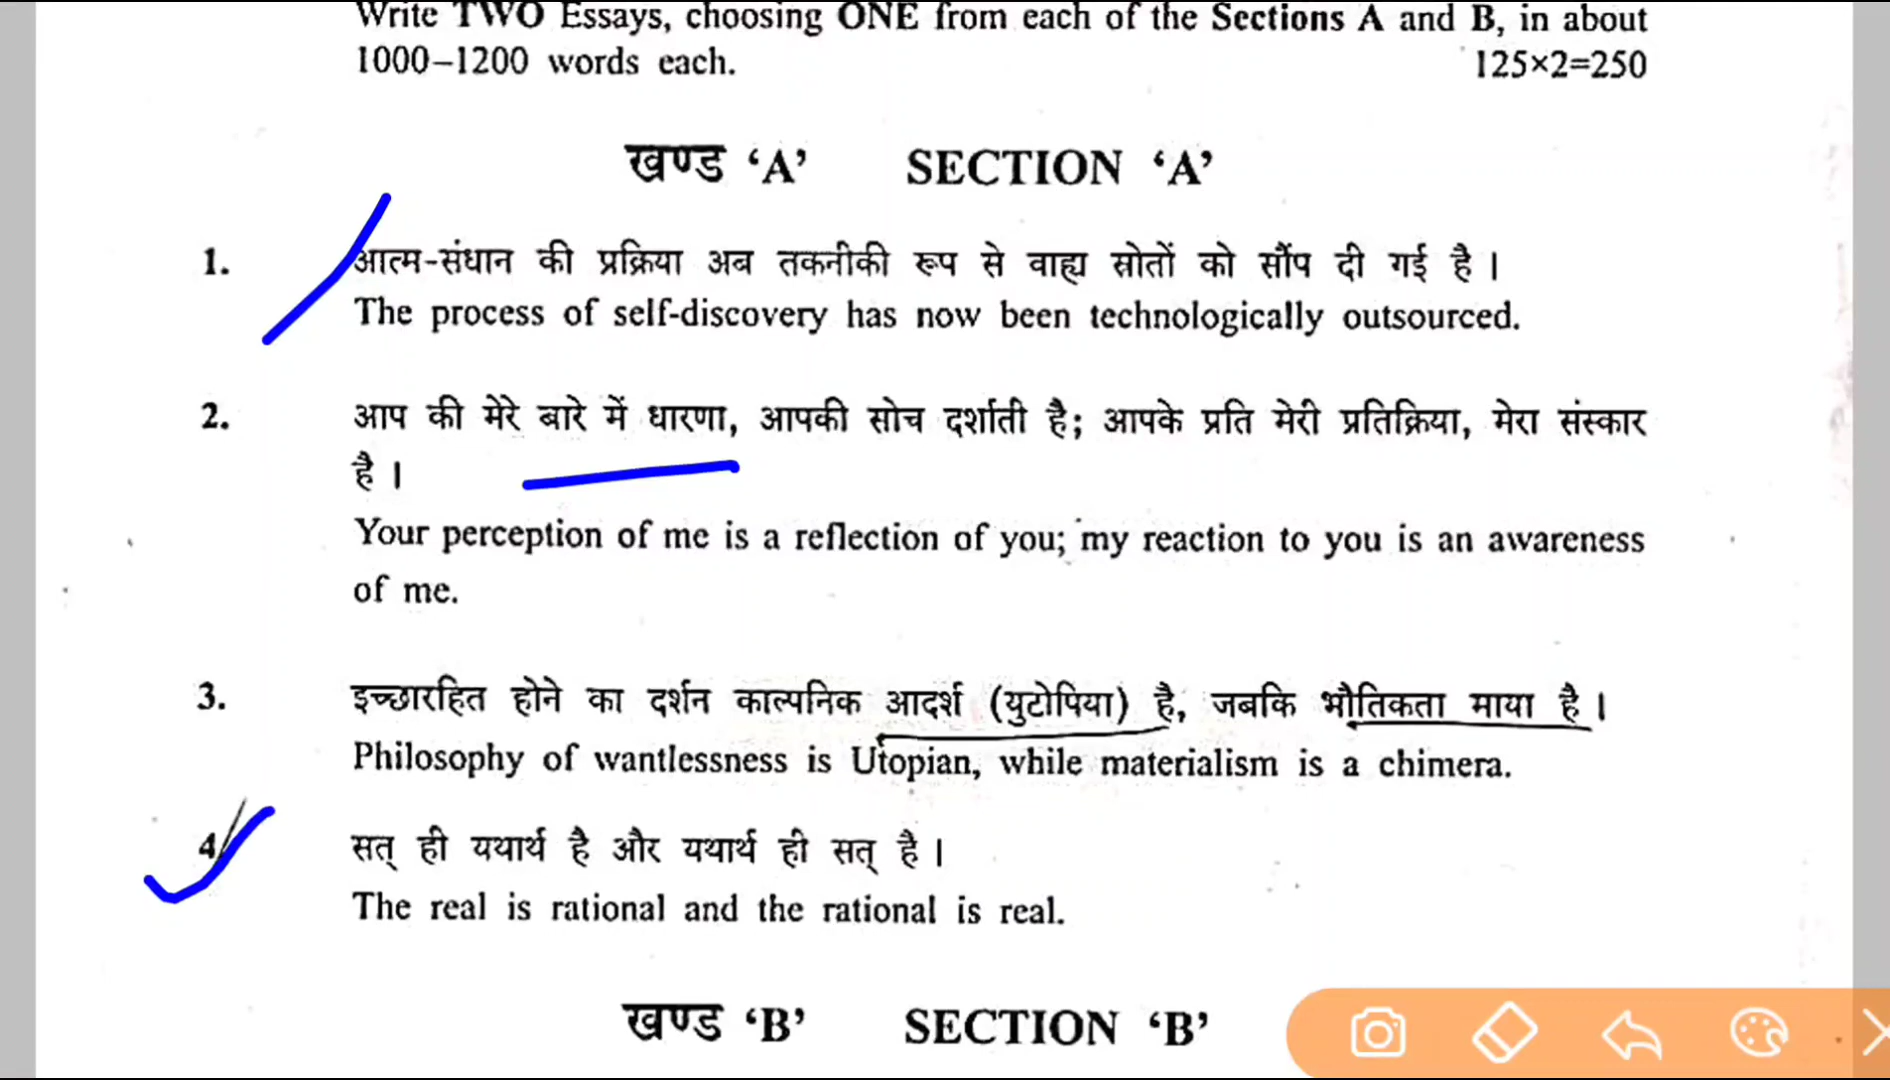 Write TWO Essays, choosing ONE from each of the Sections A and B, in about
1000–1200 words each. 125×2=250
खण्ड ‘A’ SECTION ‘A’
1. आत्म-संधान की प्रक्रिया अब तकनीकी रूप से वाह्य स्रोतों को सौंप दी गई है ।
The process of self-discovery has now been technologically outsourced.
2. आप की मेरे बारे में धारणा, आपकी सोच दर्शाती है; आपके प्रति मेरी प्रतिक्रिया, मेरा संस्कार
है ।
Your perception of me is a reflection of you; my reaction to you is an awareness
of me.
3. इच्छारहित होने का दर्शन काल्पनिक आदर्श (युटोपिया) है, जबकि भौतिकता माया है ।
Philosophy of wantlessness is Utopian, while materialism is a chimera.
4. सत् ही यथार्थ है और यथार्थ ही सत् है ।
The real is rational and the rational is real.
खण्ड ‘B’ SECTION ‘B’